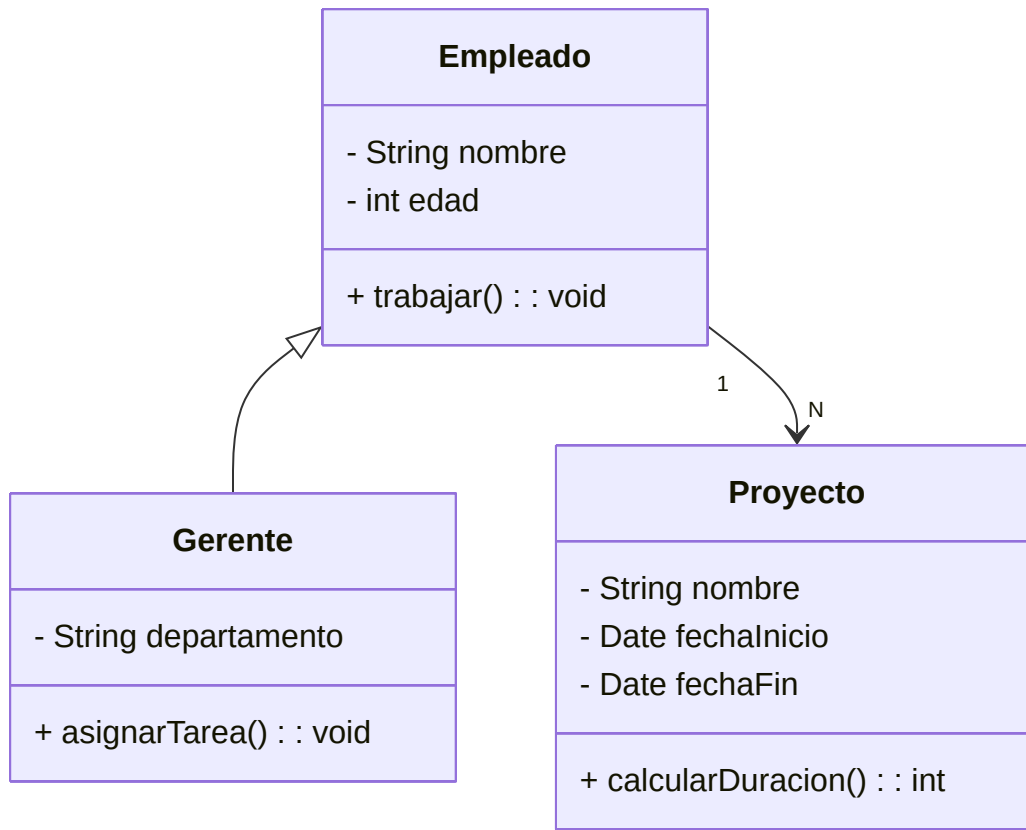 Empleado
- String nombre
- int edad
+ trabajar() : : void
1
N
Gerente
- String departamento
+ asignarTarea() : : void
Proyecto
- String nombre
- Date fechaInicio
- Date fechaFin
+ calcularDuracion() : : int